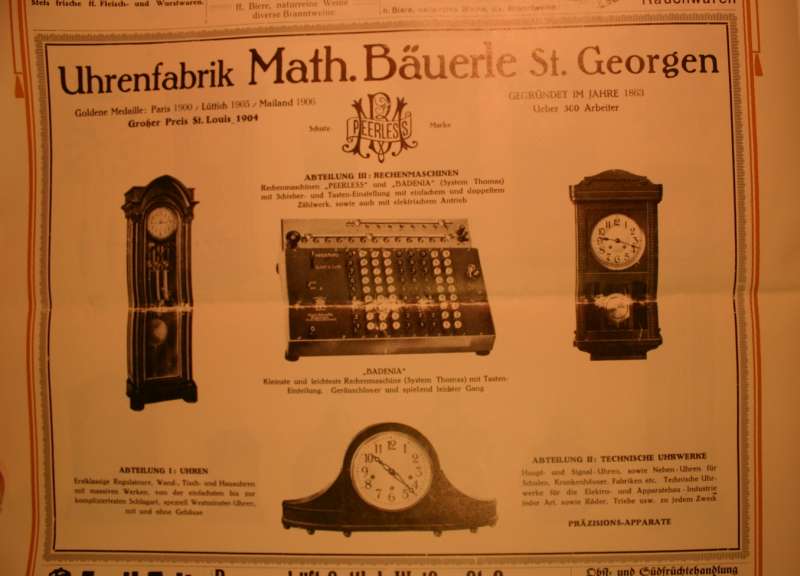 Stets frische ff. Fleisch- und Wurstwaren.
ff. Biere, naturreine Weine
diverse Branntweine
Rauchwaren
Uhrenfabrik Math. Bäuerle St. Georgen
Goldene Medaille: Paris 1900 / Lüttich 1905 / Mailand 1906
Großer Preis St. Louis 1904
GEGRÜNDET IM JAHRE 1863
Ueber 300 Arbeiter
Schutz-
PEERLESS
Marke
ABTEILUNG III: RECHENMASCHINEN
Rechenmaschinen „PEERLESS" und „BADENIA" (System Thomas)
mit Schieber- und Tasten-Einstellung mit einfachem und doppeltem
Zählwerk, sowie auch mit elektrischem Antrieb
„BADENIA"
Kleinste und leichteste Rechenmaschine (System Thomas) mit Tasten-
Einteilung. Geräuschloser und spielend leichter Gang
ABTEILUNG I: UHREN
Erstklassige Regulateure, Wand-, Tisch- und Hausuhren
mit massiven Werken, von der einfachsten bis zur
kompliziertesten Schlagart, speziell Westminster-Uhren,
mit und ohne Gehäuse
ABTEILUNG II: TECHNISCHE UHRWERKE
Haupt- und Signal-Uhren, sowie Neben-Uhren für
Schulen, Krankenhäuser, Fabriken etc. Technische Uhr-
werke für die Elektro- und Apparatebau-Industrie
jeder Art, sowie Räder, Triebe usw. zu jedem Zweck
PRÄZISIONS-APPARATE
Obst- und Südfrüchtehandlung